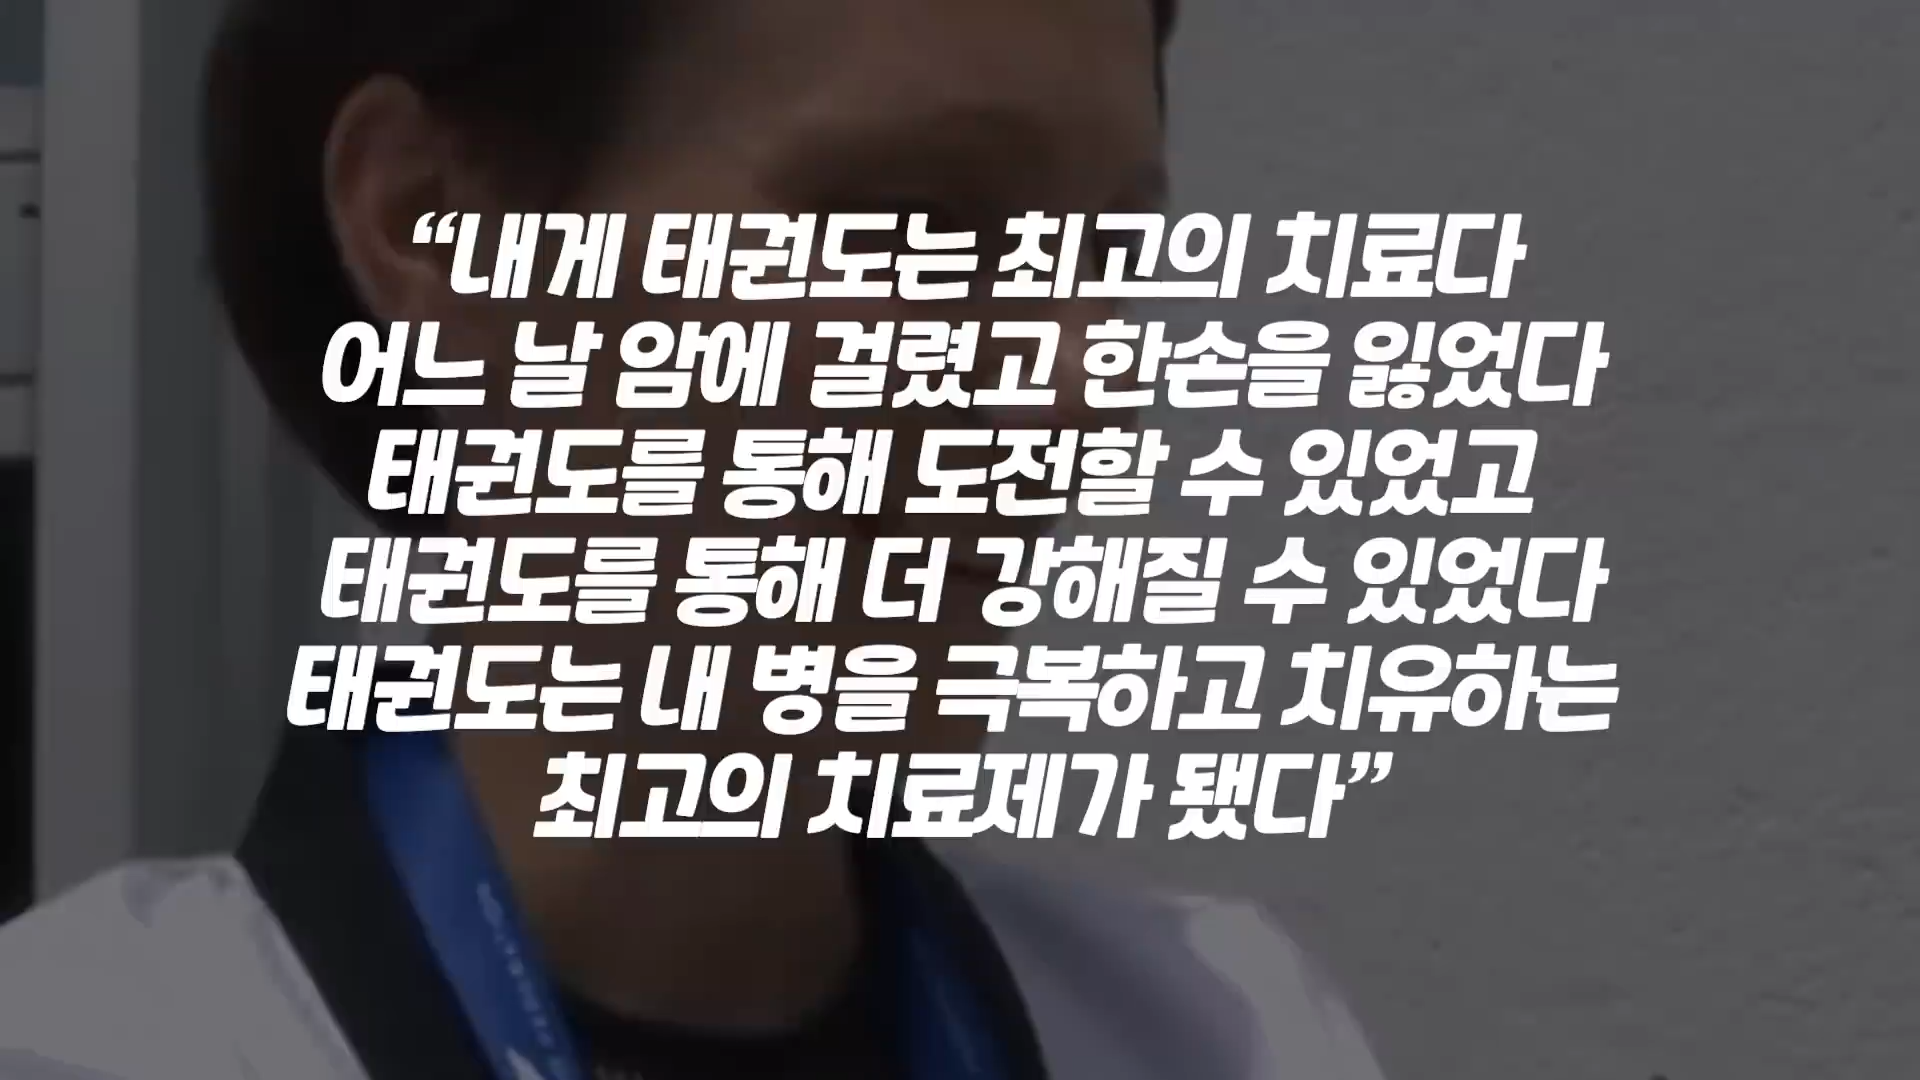 “내게 태권도는 최고의 치료다
어느 날 암에 걸렸고 한손을 잃었다
태권도를 통해 도전할 수 있었고
태권도를 통해 더 강해질 수 있었다
태권도는 내 병을 극복하고 치유하는
최고의 치료제가 됐다”